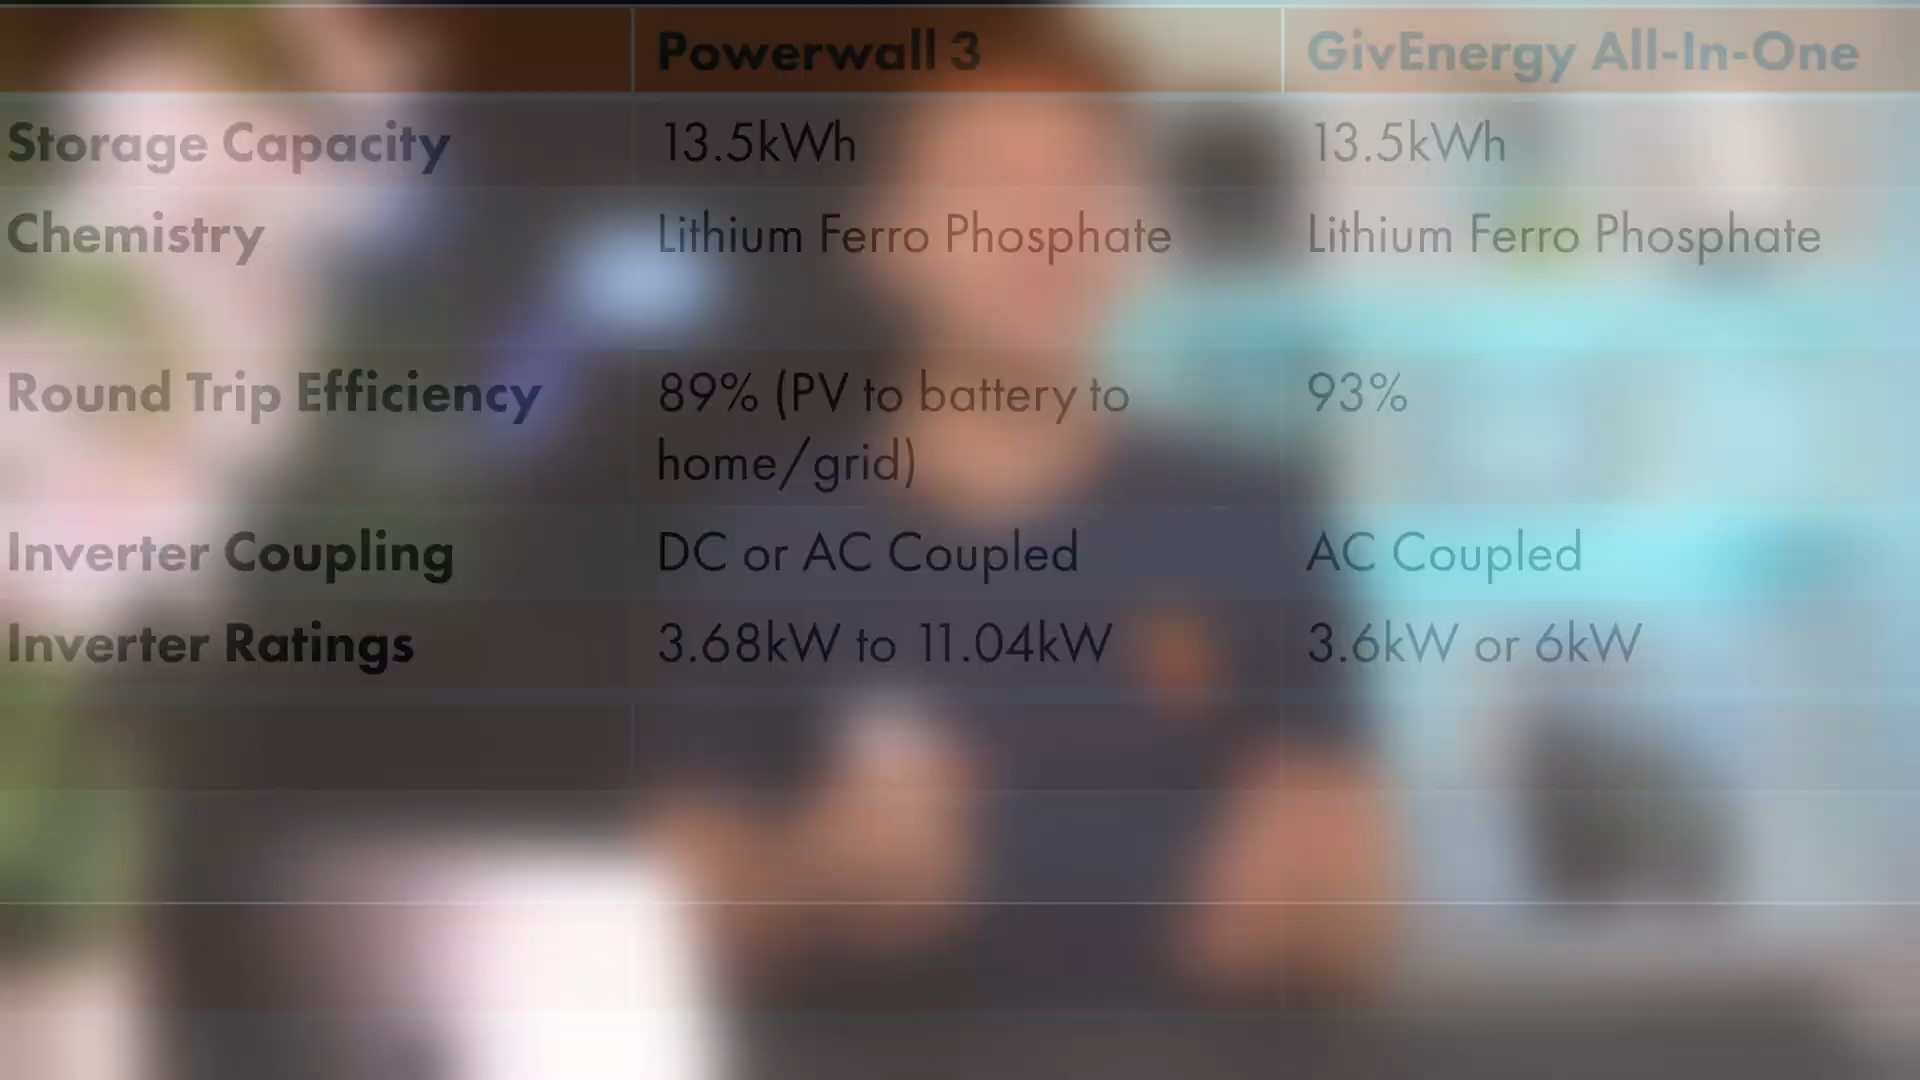 Powerwall 3 GivEnergy All-In-One
Storage Capacity 13.5kWh 13.5kWh
Chemistry Lithium Ferro Phosphate Lithium Ferro Phosphate
Round Trip Efficiency 89% (PV to battery to 93%
home/grid)
Inverter Coupling DC or AC Coupled AC Coupled
Inverter Ratings 3.68kW to 11.04kW 3.6kW or 6kW